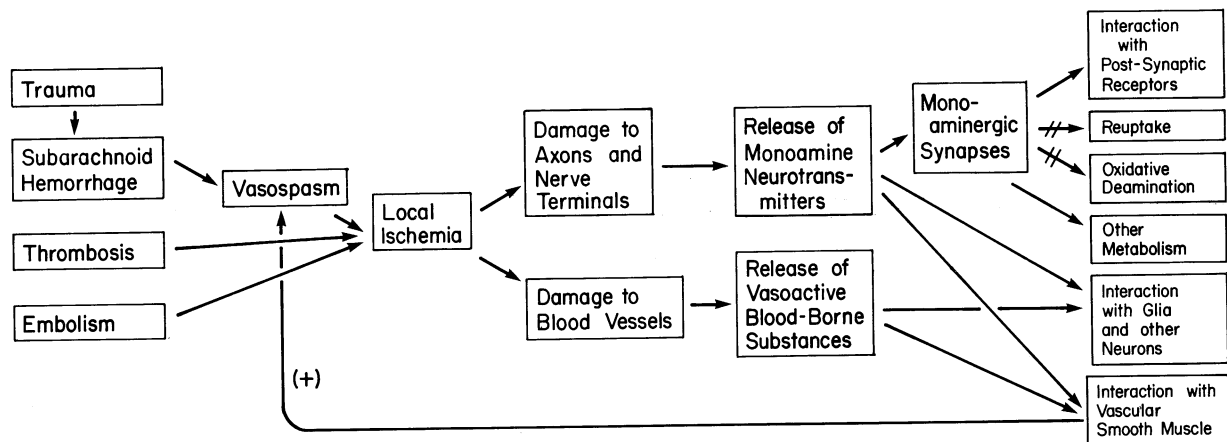 Trauma
Subarachnoid
Hemorrhage
Thrombosis
Embolism
Vasospasm
(+)
Local
Ischemia
Damage to
Axons and
Nerve
Terminals
Damage to
Blood Vessels
Release of
Monoamine
Neurotrans-
mitters
Release of
Vasoactive
Blood-Borne
Substances
Mono-
aminergic
Synapses
Interaction
with
Post-Synaptic
Receptors
Reuptake
Oxidative
Deamination
Other
Metabolism
Interaction
with Glia
and other
Neurons
Interaction with
Vascular
Smooth Muscle